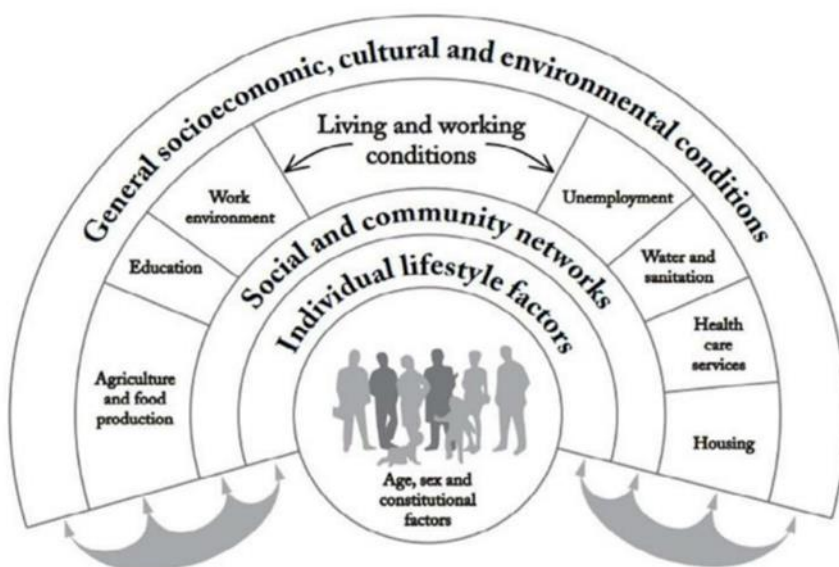 General socioeconomic, cultural and environmental conditions
Living and working
conditions
Work
environment
Unemployment
Education
Water and
sanitation
Agriculture
and food
production
Health
care
services
Housing
Social and community networks
Individual lifestyle factors
Age, sex and
constitutional
factors